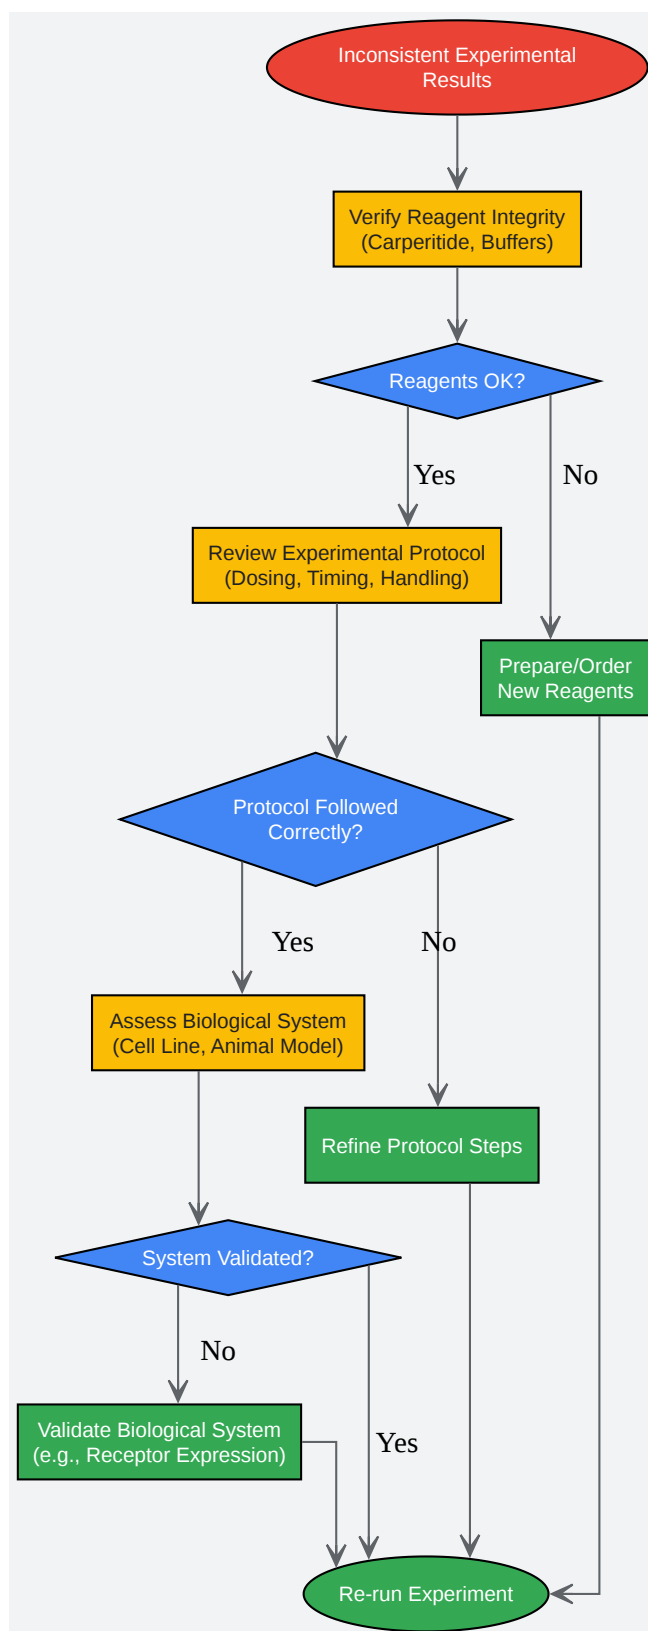 Inconsistent Experimental
Results
Verify Reagent Integrity
(Carperitide, Buffers)
Reagents OK?
Yes
No
Review Experimental Protocol
(Dosing, Timing, Handling)
Prepare/Order
New Reagents
Protocol Followed
Correctly?
Yes
No
Assess Biological System
(Cell Line, Animal Model)
Refine Protocol Steps
System Validated?
No
Validate Biological System
(e.g., Receptor Expression)
Yes
Re-run Experiment